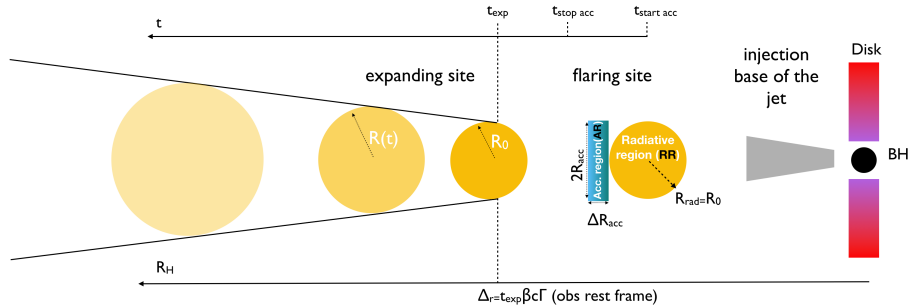 t
t_exp
t_stop acc
t_start acc
expanding site
flaring site
injection
base of the
jet
Disk
R(t)
R_0
2R_acc
Acc. region(AR)
Radiative
region (RR)
R_rad=R_0
ΔR_acc
BH
R_H
Δ_r=t_exp βcΓ (obs rest frame)